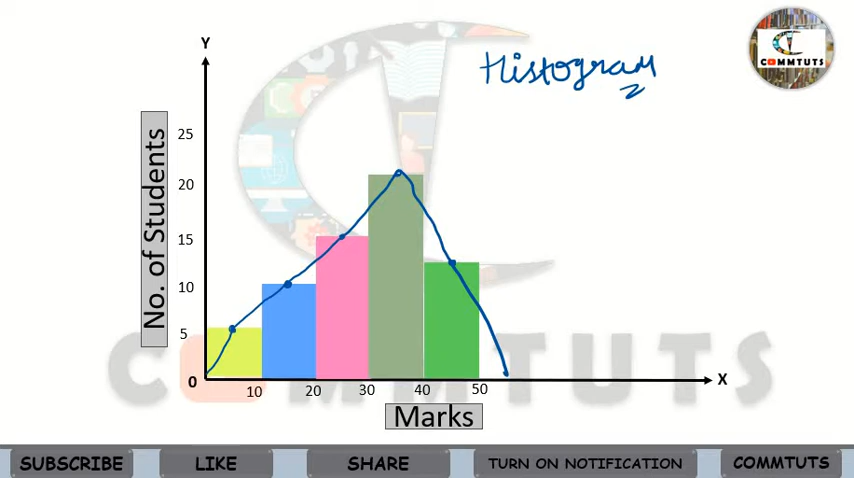 Y
Histogram
COMMTUTS
25
20
15
10
5
0
No. of Students
10 20 30 40 50
X
Marks
COMMTUTS
SUBSCRIBE LIKE SHARE TURN ON NOTIFICATION COMMTUTS